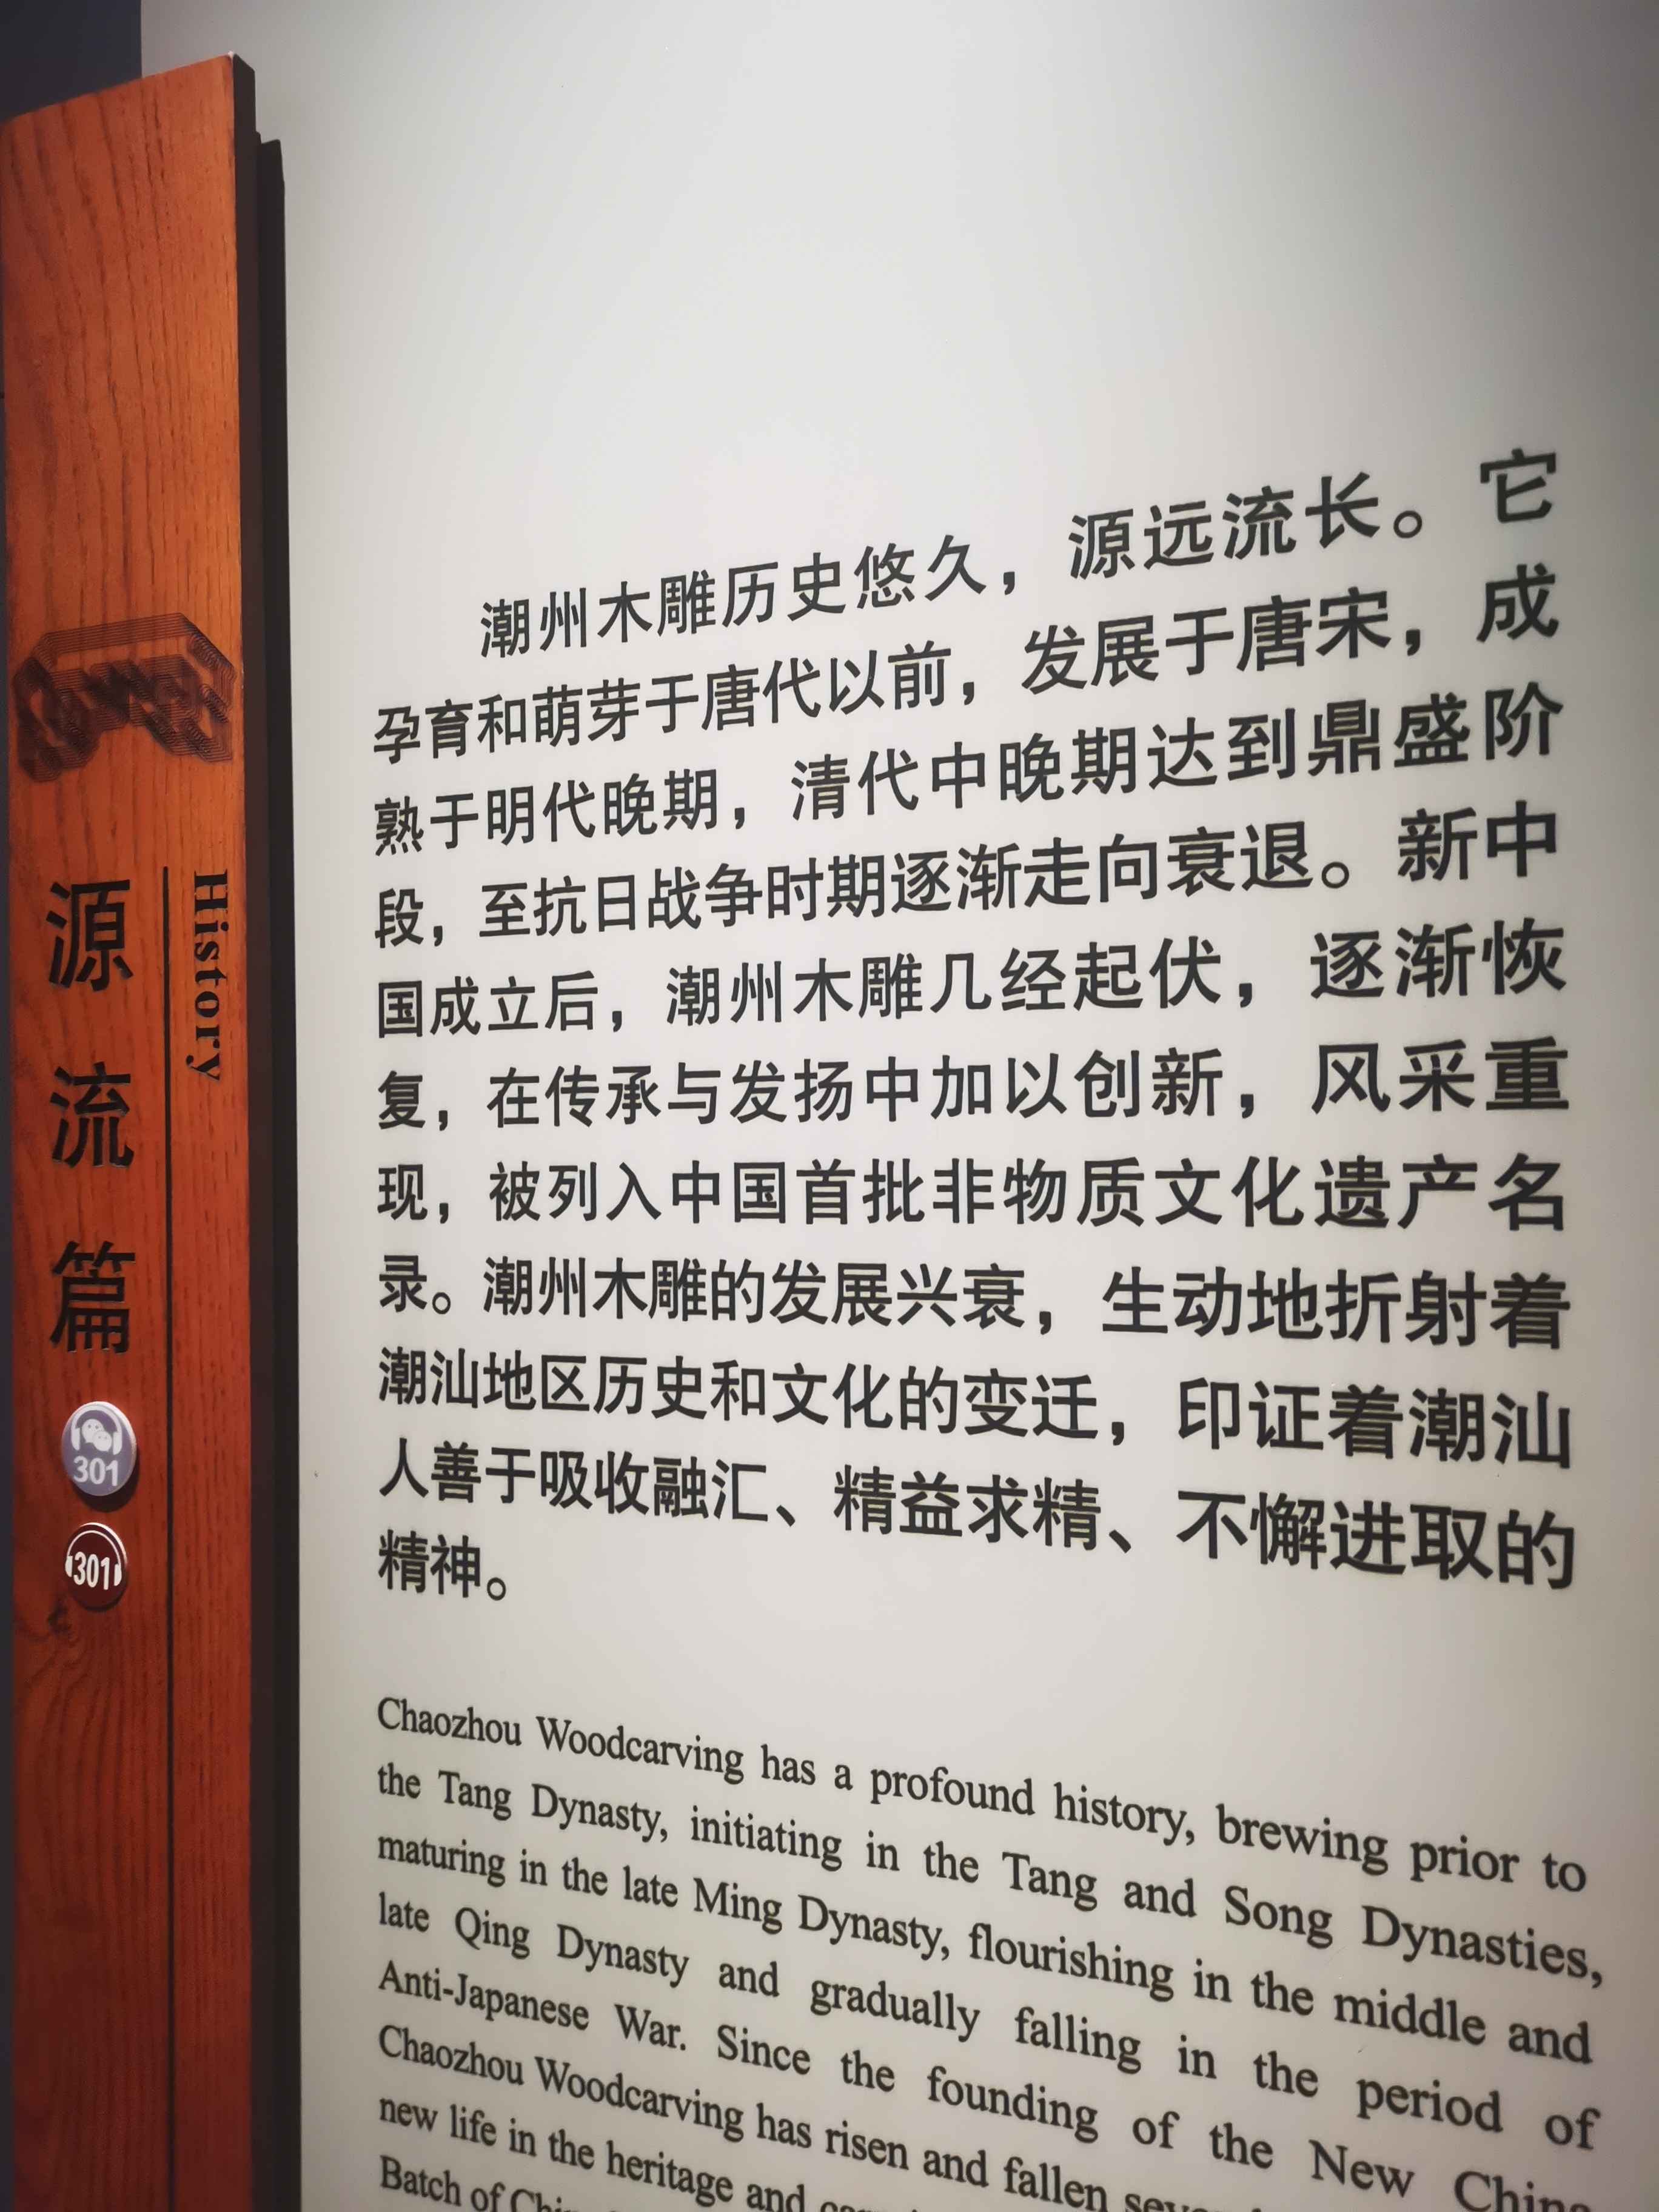 源流篇
History
301
301
潮州木雕历史悠久，源远流长。它
孕育和萌芽于唐代以前，发展于唐宋，成
熟于明代晚期，清代中晚期达到鼎盛阶
段，至抗日战争时期逐渐走向衰退。新中
国成立后，潮州木雕几经起伏，逐渐恢
复，在传承与发扬中加以创新，风采重
现，被列入中国首批非物质文化遗产名
录。潮州木雕的发展兴衰，生动地折射着
潮汕地区历史和文化的变迁，印证着潮汕
人善于吸收融汇、精益求精、不懈进取的
精神。
Chaozhou Woodcarving has a profound history, brewing prior to
the Tang Dynasty, initiating in the Tang and Song Dynasties,
maturing in the late Ming Dynasty, flourishing in the middle and
late Qing Dynasty and gradually falling in the period of
Anti-Japanese War. Since the founding of the New China
Chaozhou Woodcarving has risen and fallen
new life in the heritage and
Batch of